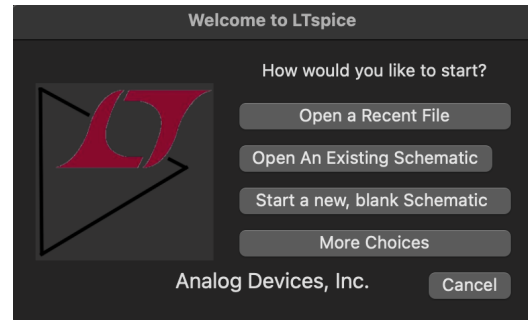 Welcome to LTspice
How would you like to start?
Open a Recent File
Open An Existing Schematic
Start a new, blank Schematic
More Choices
Analog Devices, Inc.
Cancel